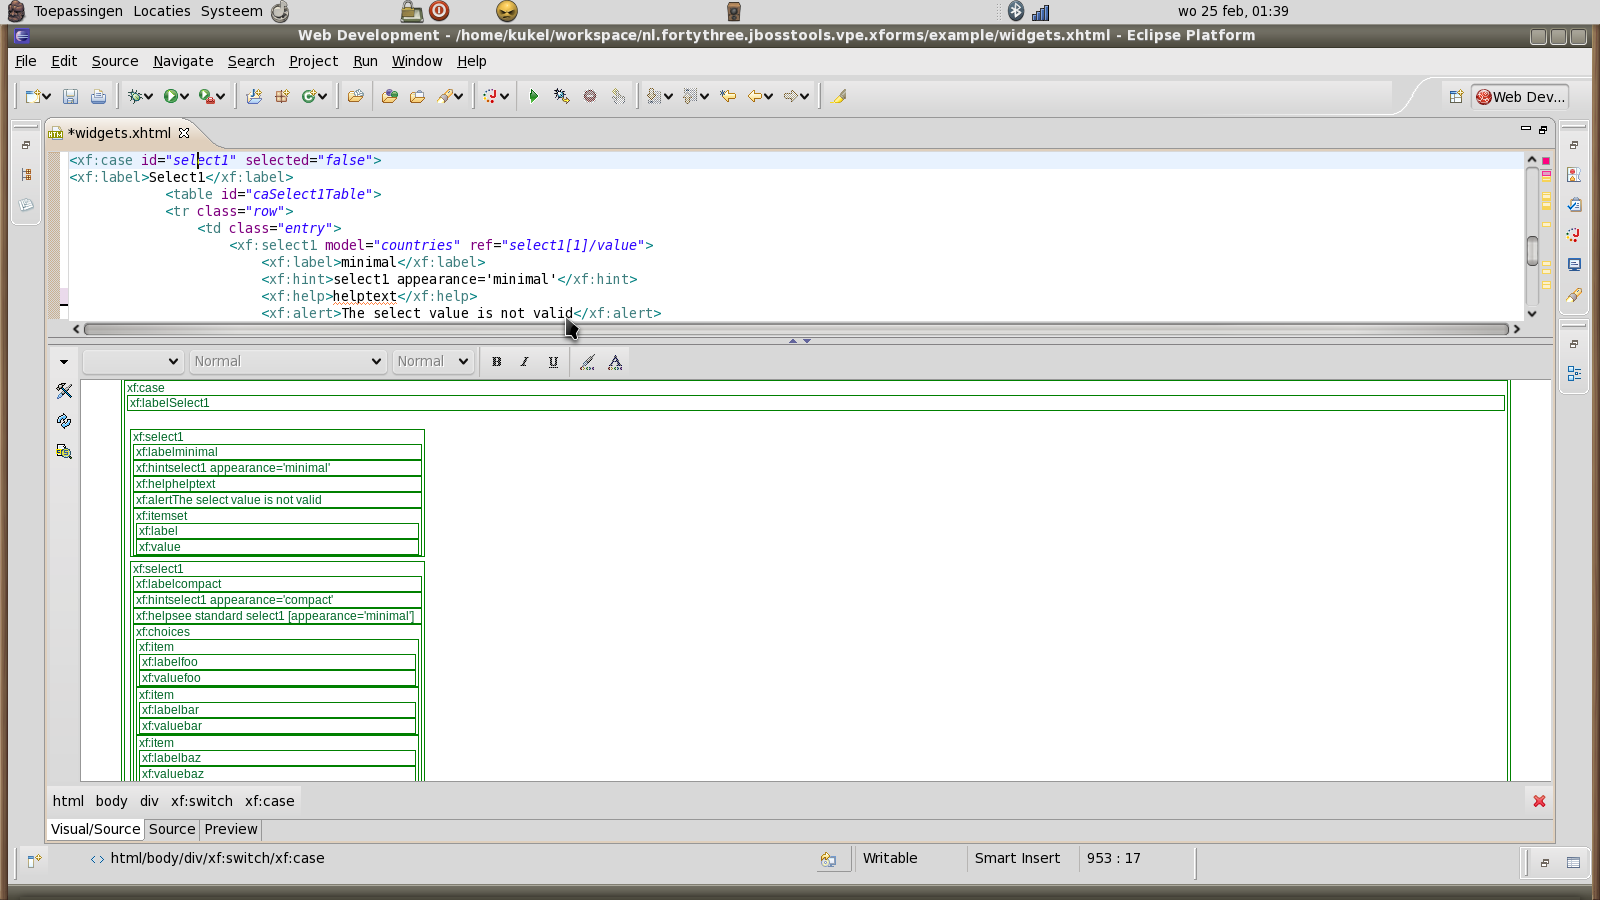 Toepassingen Locaties Systeem wo 25 feb, 01:39
Web Development - /home/kukel/workspace/nl.fortythree.jbosstools.vpe.xforms/example/widgets.xhtml - Eclipse Platform
File Edit Source Navigate Search Project Run Window Help
Web Dev...
*widgets.xhtml
<xf:case id="select1" selected="false">
<xf:label>Select1</xf:label>
<table id="caSelect1Table">
<tr class="row">
<td class="entry">
<xf:select1 model="countries" ref="select1[1]/value">
<xf:label>minimal</xf:label>
<xf:hint>select1 appearance='minimal'</xf:hint>
<xf:help>helptext</xf:help>
<xf:alert>The select value is not valid</xf:alert>
Normal Normal B I U A
xf:case
xf:labelSelect1
xf:select1
xf:labelminimal
xf:hintselect1 appearance='minimal'
xf:helphelptext
xf:alertThe select value is not valid
xf:itemset
xf:label
xf:value
xf:select1
xf:labelcompact
xf:hintselect1 appearance='compact'
xf:helpsee standard select1 [appearance='minimal']
xf:choices
xf:item
xf:labelfoo
xf:valuefoo
xf:item
xf:labelbar
xf:valuebar
xf:item
xf:labelbaz
xf:valuebaz
html body div xf:switch xf:case
Visual/Source Source Preview
html/body/div/xf:switch/xf:case Writable Smart Insert 953 : 17